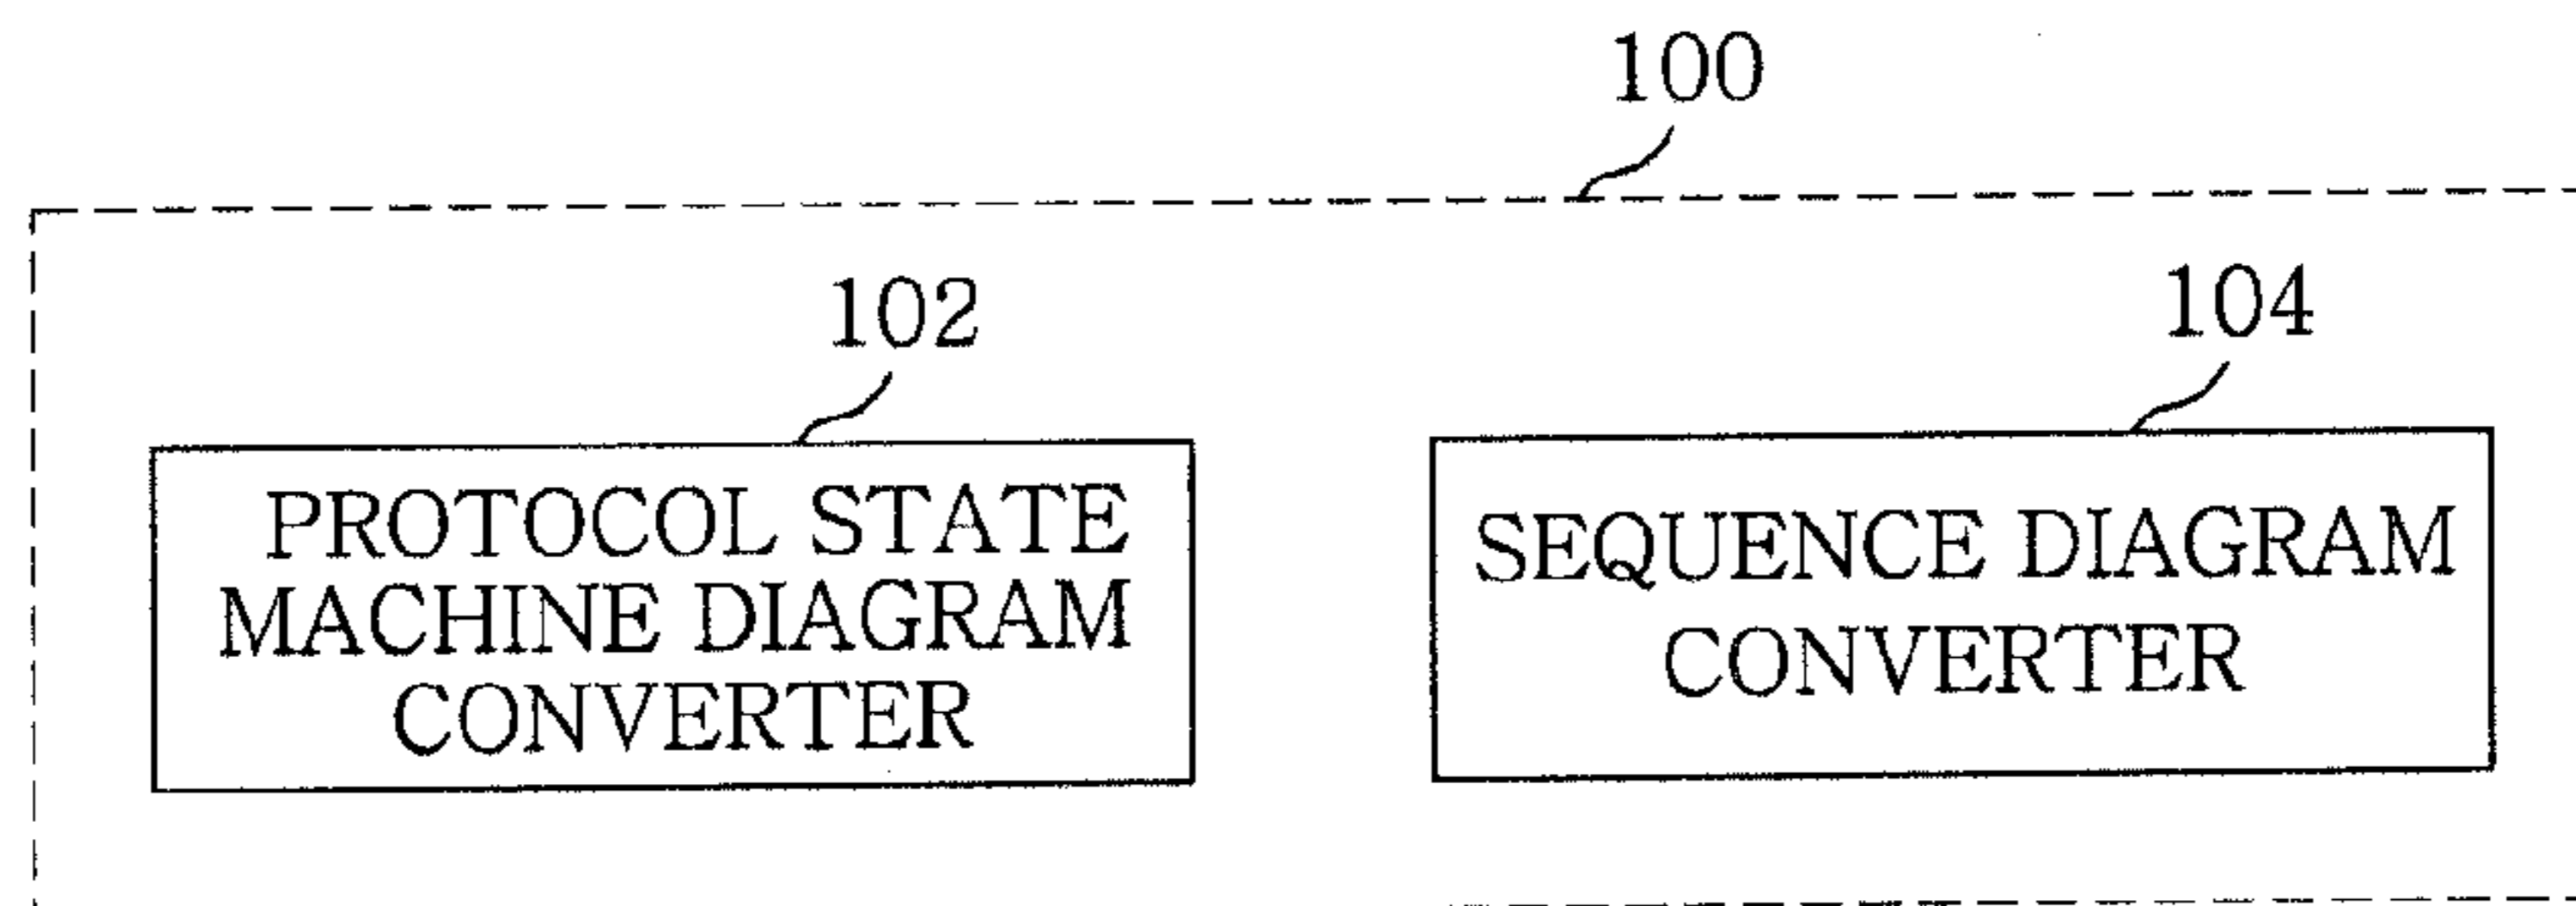 100
102
104
PROTOCOL STATE
MACHINE DIAGRAM
CONVERTER
SEQUENCE DIAGRAM
CONVERTER